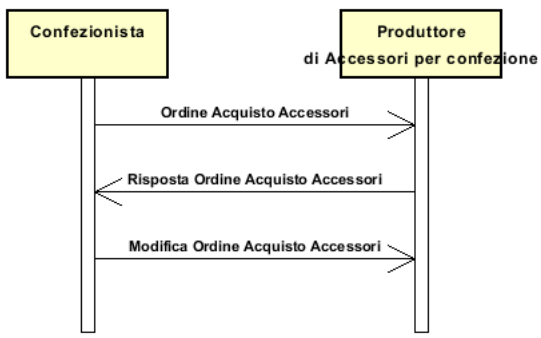 Confezionista
Produttore
di Accessori per confezione
Ordine Acquisto Accessori
Risposta Ordine Acquisto Accessori
Modifica Ordine Acquisto Accessori